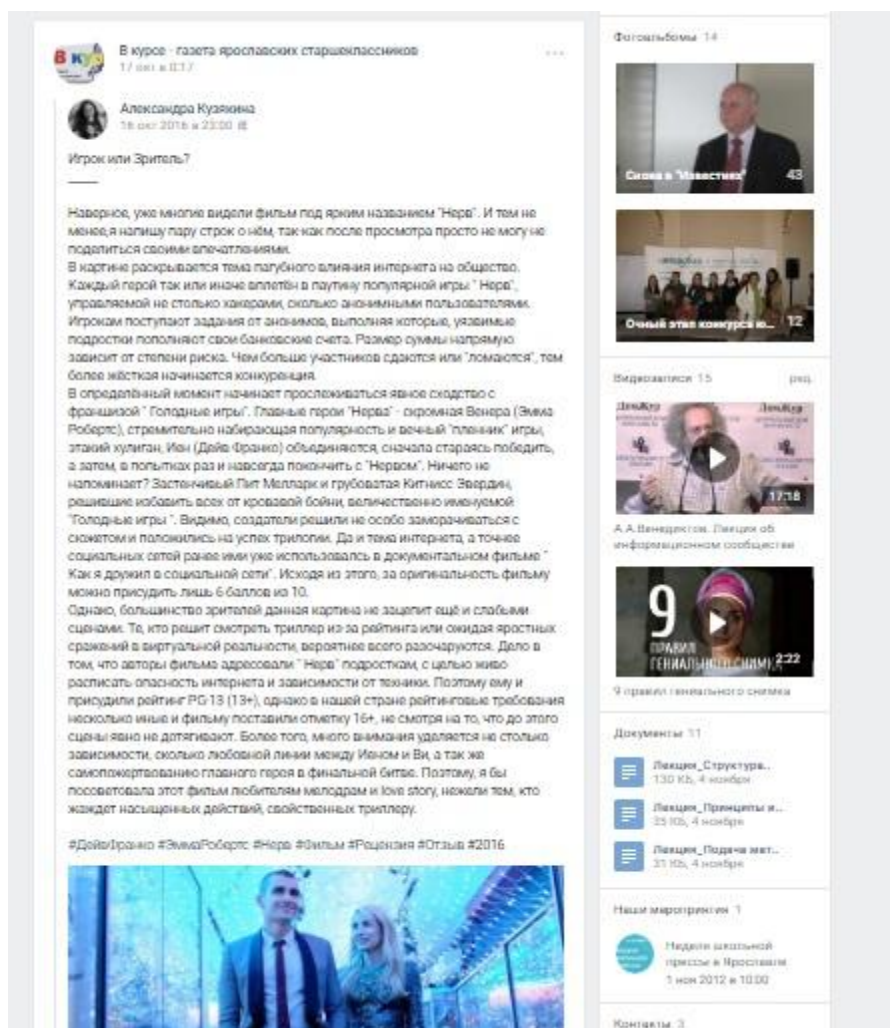 В курсе - газета ярославских старшеклассников
17 окт в 0:17
Александра Кузякина
16 окт 2016 в 23:00
Игрок или Зритель?
Наверное, уже многие видели фильм под ярким названием "Нерв". И тем не
менее,я напишу пару строк о нём, так как после просмотра просто не могу не
поделиться своими впечатлениями.
В картине раскрывается тема пагубного влияния интернета на общество.
Каждый герой так или иначе вплетён в паутину популярной игры " Нерв",
управляемой не столько хакерами, сколько анонимными пользователями.
Игрокам поступают задания от анонимов, выполняя которые, уязвимые
подростки пополняют свои банковские счета. Размер суммы напрямую
зависит от степени риска. Чем больше участников сдаются или "ломаются", тем
более жёсткая начинается конкуренция.
В определённый момент начинает прослеживаться явное сходство с
франшизой " Голодные игры". Главные герои "Нерва" - скромная Венера (Эмма
Робертс), стремительно набирающая популярность и вечный "пленник" игры,
этакий хулиган, Иен (Дейв Франко) объединяются, сначала стараясь победить,
а затем, в попытках раз и навсегда покончить с "Нервом". Ничего не
напоминает? Застенчивый Пит Мелларк и грубоватая Китнисс Эвердин,
решившие избавить всех от кровавой бойни, величественно именуемой
"Голодные игры ". Видимо, создатели решили не особо заморачиваться с
сюжетом и положились на успех трилогии. Да и тема интернета, а точнее
социальных сетей ранее ими уже использовалсь в документальном фильме "
Как я дружил в социальной сети". Исходя из этого, за оригинальность фильму
можно присудить лишь 6 баллов из 10.
Однако, большинство зрителей данная картина не зацепит ещё и слабыми
сценами. Те, кто решит смотреть триллер из-за рейтинга или ожидая яростных
сражений в виртуальной реальности, вероятнее всего разочаруются. Дело в
том, что авторы фильма адресовали " Нерв" подросткам, с целью живо
расписать опасность интернета и зависимости от техники. Поэтому ему и
присудили рейтинг PG-13 (13+), однако в нашей стране рейтинговые требования
несколько иные и фильму поставили отметку 16+, не смотря на то, что до этого
сцены явно не дотягивают. Более того, много внимания уделяется не столько
зависимости, сколько любовной линии между Иеном и Ви, а так же
самопожертвованию главного героя в финальной битве. Поэтому, я бы
посоветовала этот фильм любителям мелодрам и love story, нежели тем, кто
жаждет насыщенных действий, свойственных триллеру.
#ДейвФранко #ЭммаРобертс #Нерв #Фильм #Рецензия #Отзыв #2016
Фотоальбомы 14
Снова в "Известиях" 43
Очный этап конкурса ю... 12
Видеозаписи 15 ред.
17:18
А.А.Венедиктов. Лекция об
информационном сообществе
9
ПРАВИЛ
ГЕНИАЛЬНОГО СНИМКА
2:22
9 правил гениального снимка
Документы 11
Лекция_Структура..
130 КБ, 4 ноября
Лекция_Принципы и..
35 КБ, 4 ноября
Лекция_Подача мат..
31 КБ, 4 ноября
Наши мероприятия 1
Неделя школьной
прессы в Ярославле
1 ноя 2012 в 10:00
Контакты 3